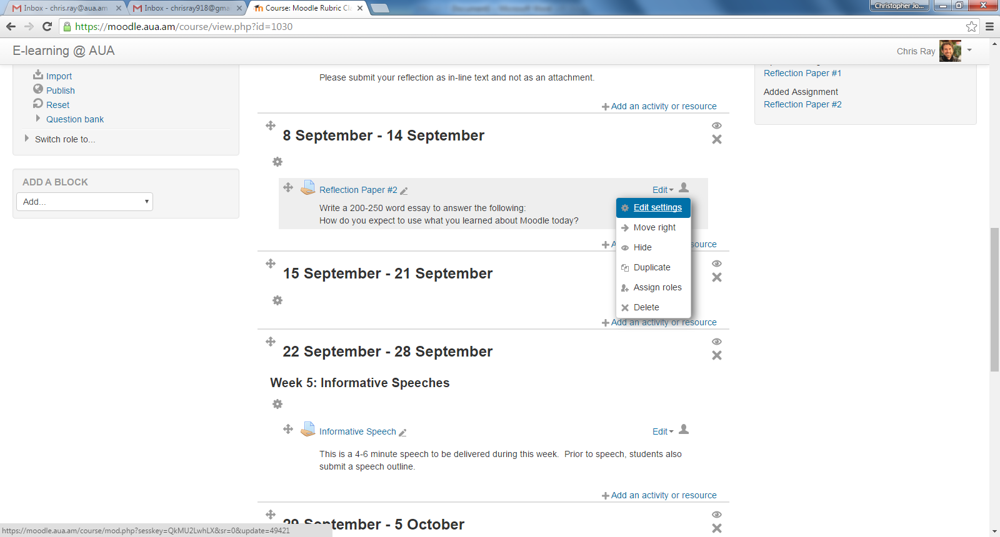 Inbox - chris.ray@aua.am
Inbox - chrisray918@gma
Course: Moodle Rubric Cla
Christopher Jo...
https://moodle.aua.am/course/view.php?id=1030
E-learning @ AUA
Chris Ray
Import
Publish
Reset
Question bank
Switch role to...
ADD A BLOCK
Add...
Please submit your reflection as in-line text and not as an attachment.
Add an activity or resource
8 September - 14 September
Reflection Paper #2
Edit
Write a 200-250 word essay to answer the following:
How do you expect to use what you learned about Moodle today?
Edit settings
Move right
Hide
Duplicate
Assign roles
Delete
A
ource
15 September - 21 September
Add an activity or resource
22 September - 28 September
Week 5: Informative Speeches
Informative Speech
Edit
This is a 4-6 minute speech to be delivered during this week. Prior to speech, students also
submit a speech outline.
Add an activity or resource
29 September - 5 October
Reflection Paper #1
Added Assignment
Reflection Paper #2
https://moodle.aua.am/course/mod.php?sesskey=QkMU2LwhLX&sr=0&update=49421